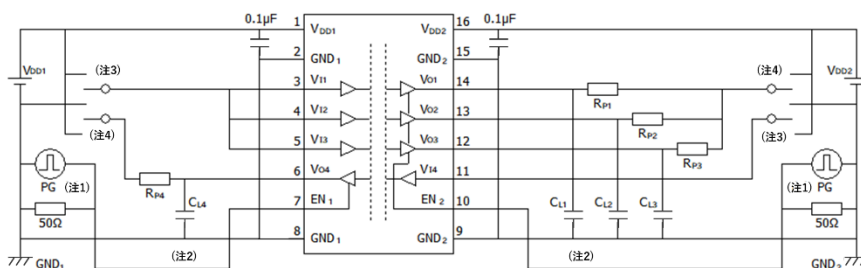 0.1μF
1
VDD1
VDD2
16
0.1μF
2
GND1
GND2
15
VDD1
(注3)
3
VI1
VO1
14
(注4)
VDD2
RP1
4
VI2
VO2
13
RP2
(注4)
(注3)
5
VI3
VO3
12
RP3
PG
(注1)
RP4
6
VO4
VI4
11
(注1)
PG
50Ω
CL4
7
EN1
EN2
10
CL1
CL2
CL3
50Ω
GND1
(注2)
8
GND1
GND2
9
(注2)
GND2